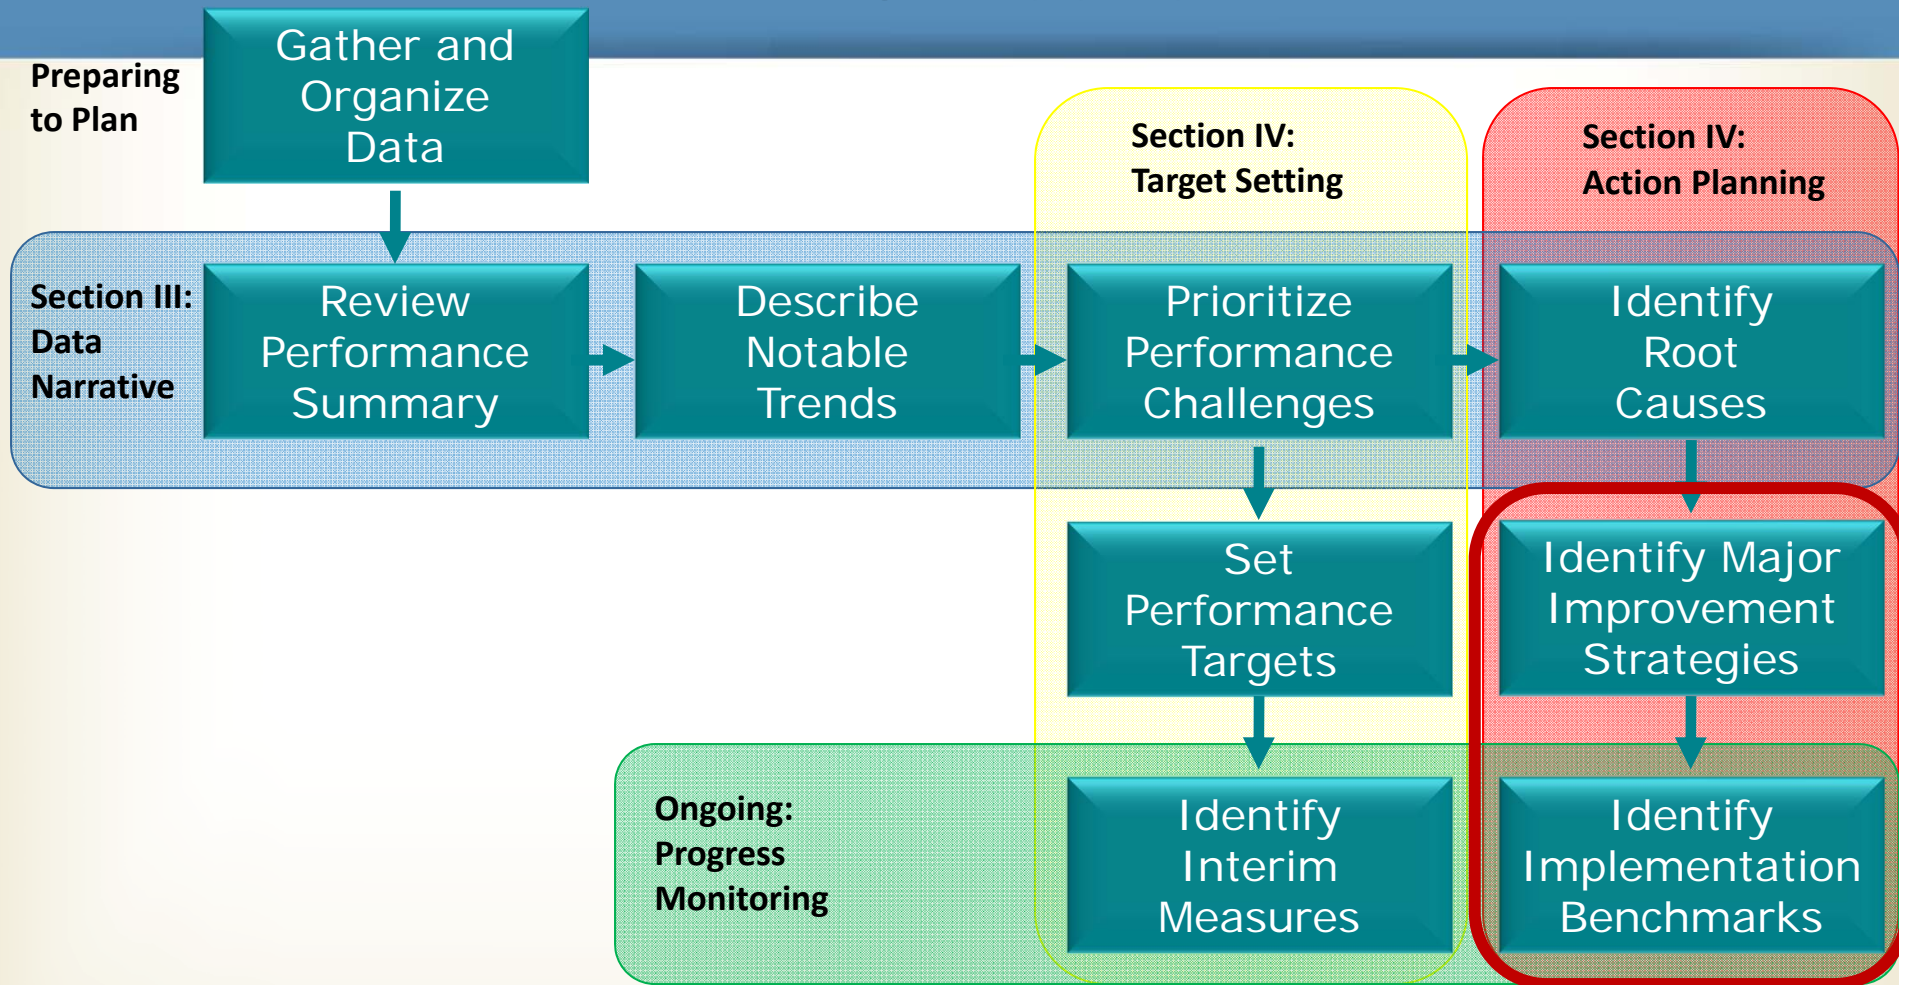 Preparing
to Plan
Gather and
Organize
Data
Section IV:
Target Setting
Section IV:
Action Planning
Section III:
Data
Narrative
Review
Performance
Summary
Describe
Notable
Trends
Prioritize
Performance
Challenges
Identify
Root
Causes
Set
Performance
Targets
Identify Major
Improvement
Strategies
Ongoing:
Progress
Monitoring
Identify
Interim
Measures
Identify
Implementation
Benchmarks